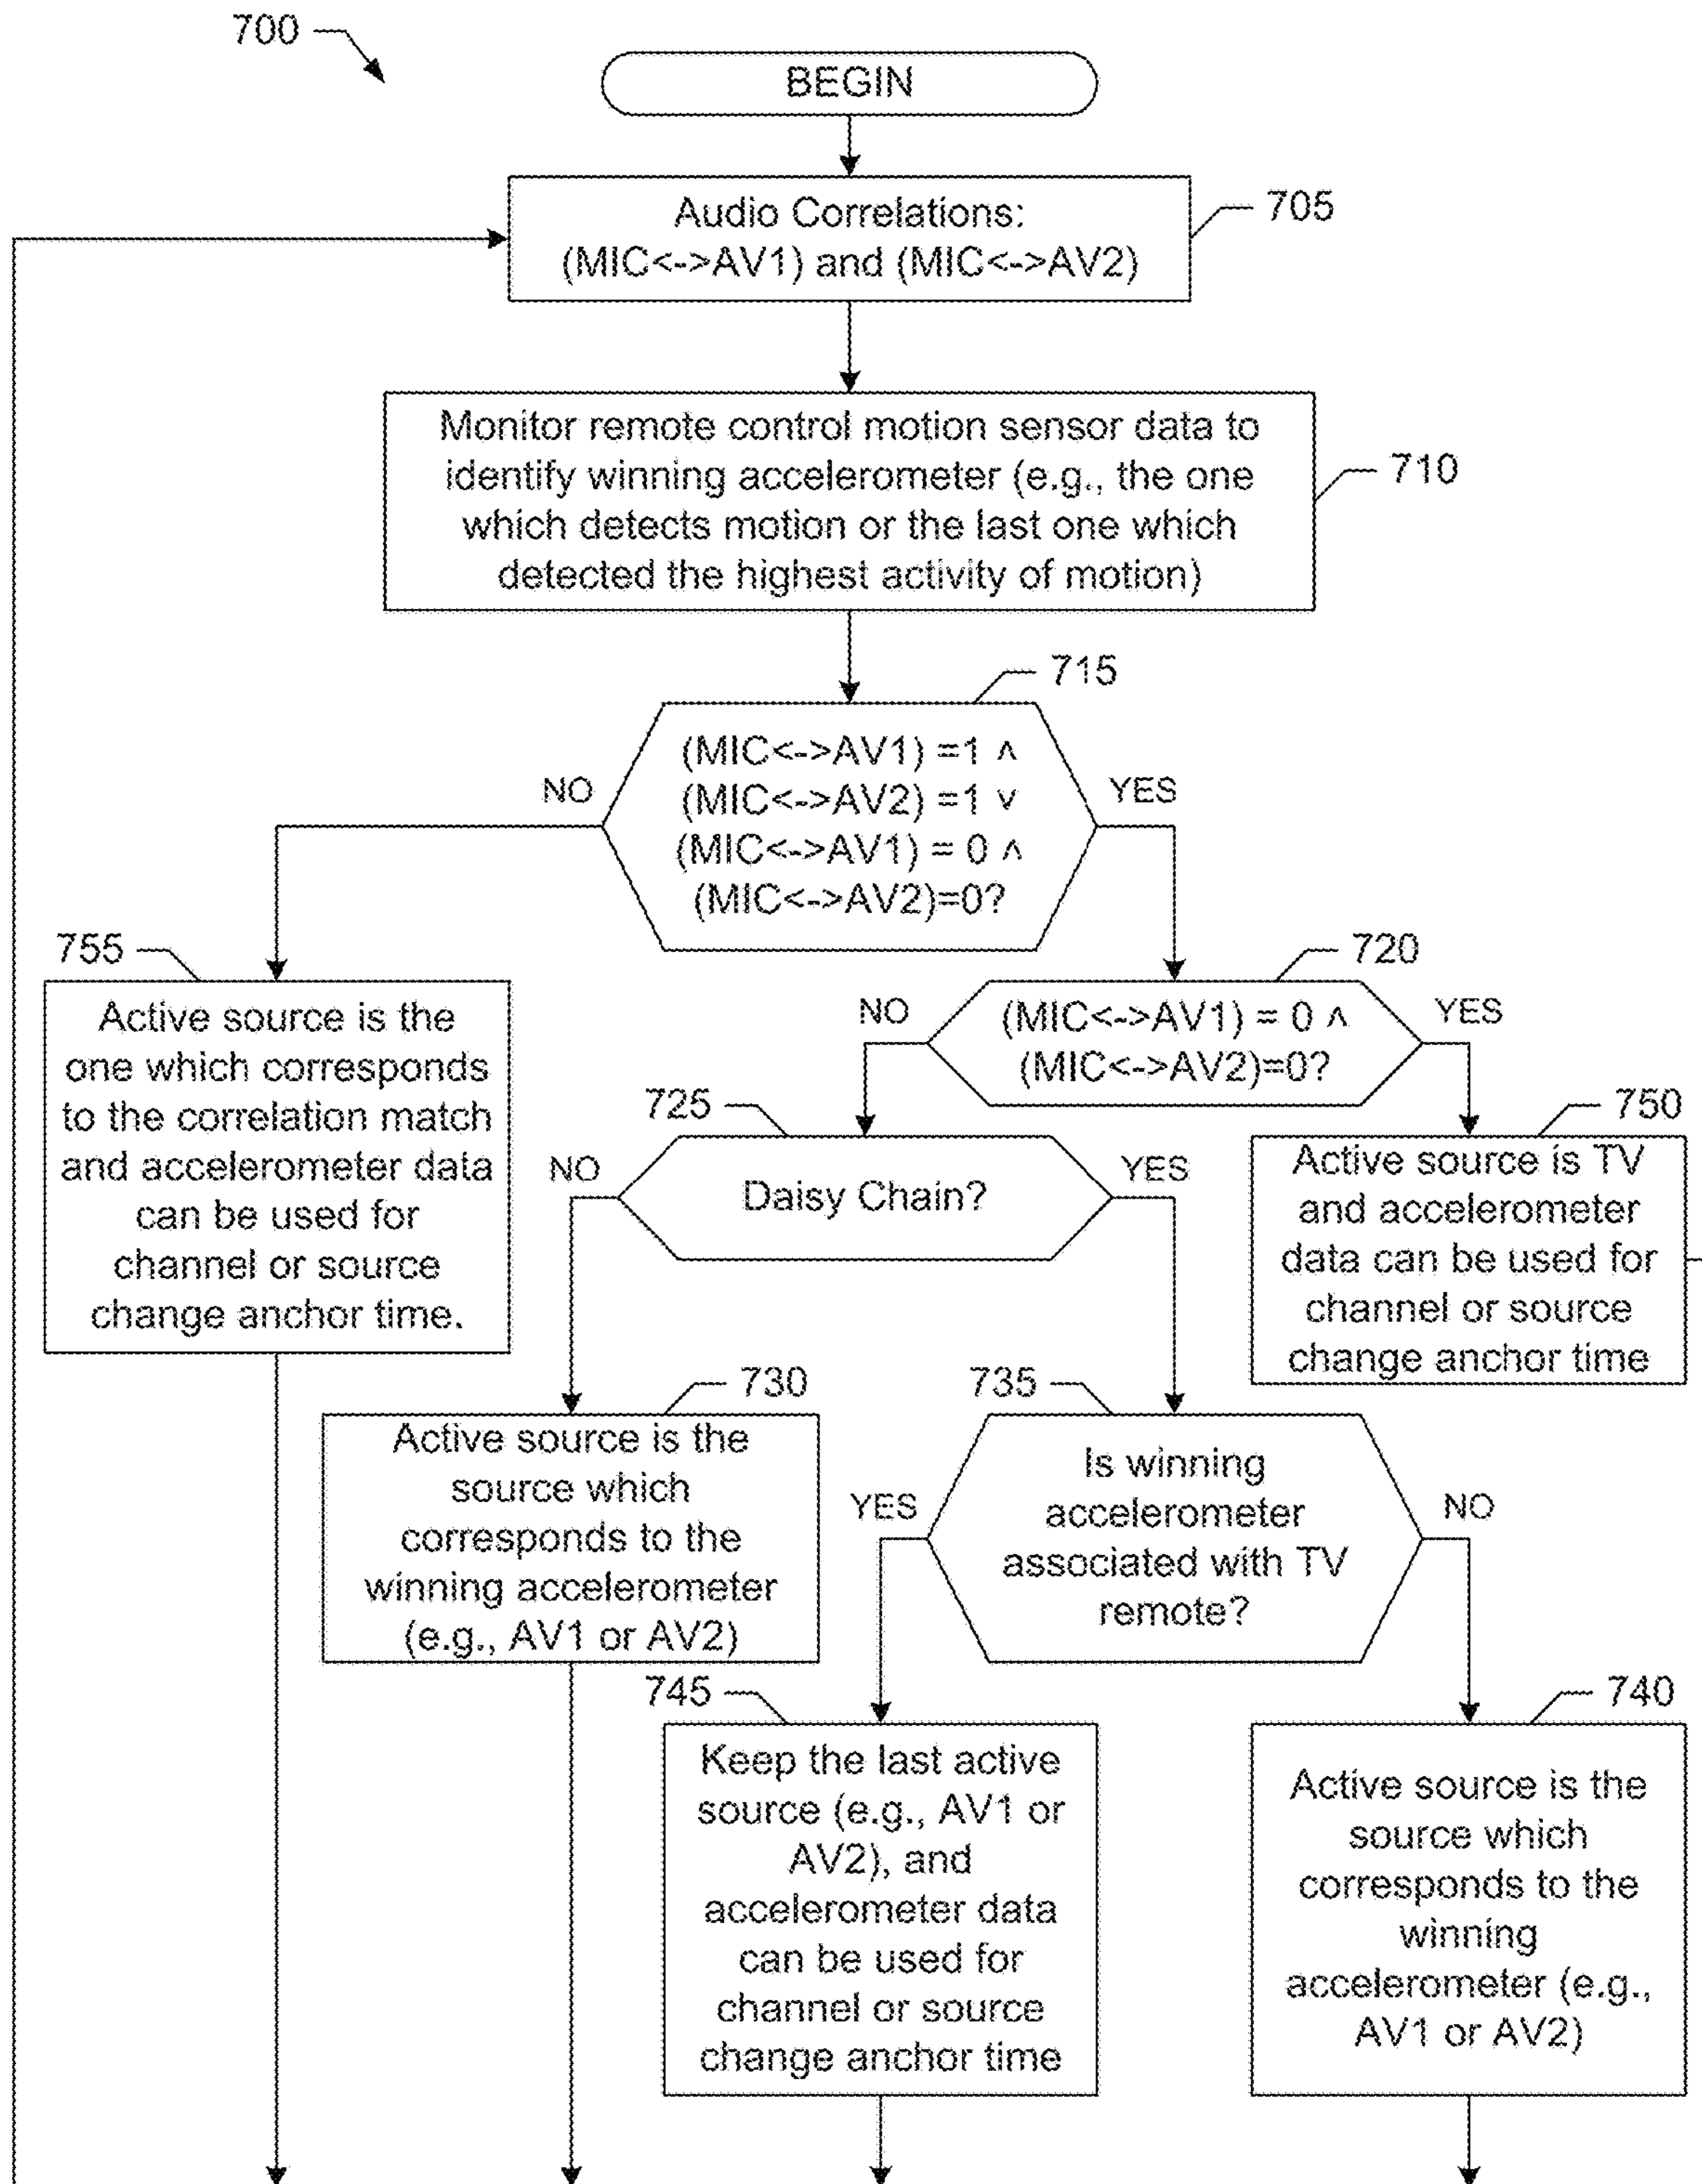 700
BEGIN
Audio Correlations:
(MIC<->AV1) and (MIC<->AV2)
705
Monitor remote control motion sensor data to
identify winning accelerometer (e.g., the one
which detects motion or the last one which
detected the highest activity of motion)
710
715
(MIC<->AV1) =1 ∧
(MIC<->AV2) =1 ∨
(MIC<->AV1) = 0 ∧
(MIC<->AV2)=0?
NO
YES
755
Active source is the
one which corresponds
to the correlation match
and accelerometer data
can be used for
channel or source
change anchor time.
720
(MIC<->AV1) = 0 ∧
(MIC<->AV2)=0?
NO
YES
725
Daisy Chain?
NO
YES
750
Active source is TV
and accelerometer
data can be used for
channel or source
change anchor time
730
Active source is the
source which
corresponds to the
winning accelerometer
(e.g., AV1 or AV2)
735
Is winning
accelerometer
associated with TV
remote?
YES
NO
745
Keep the last active
source (e.g., AV1 or
AV2), and
accelerometer data
can be used for
channel or source
change anchor time
740
Active source is the
source which
corresponds to the
winning
accelerometer (e.g.,
AV1 or AV2)